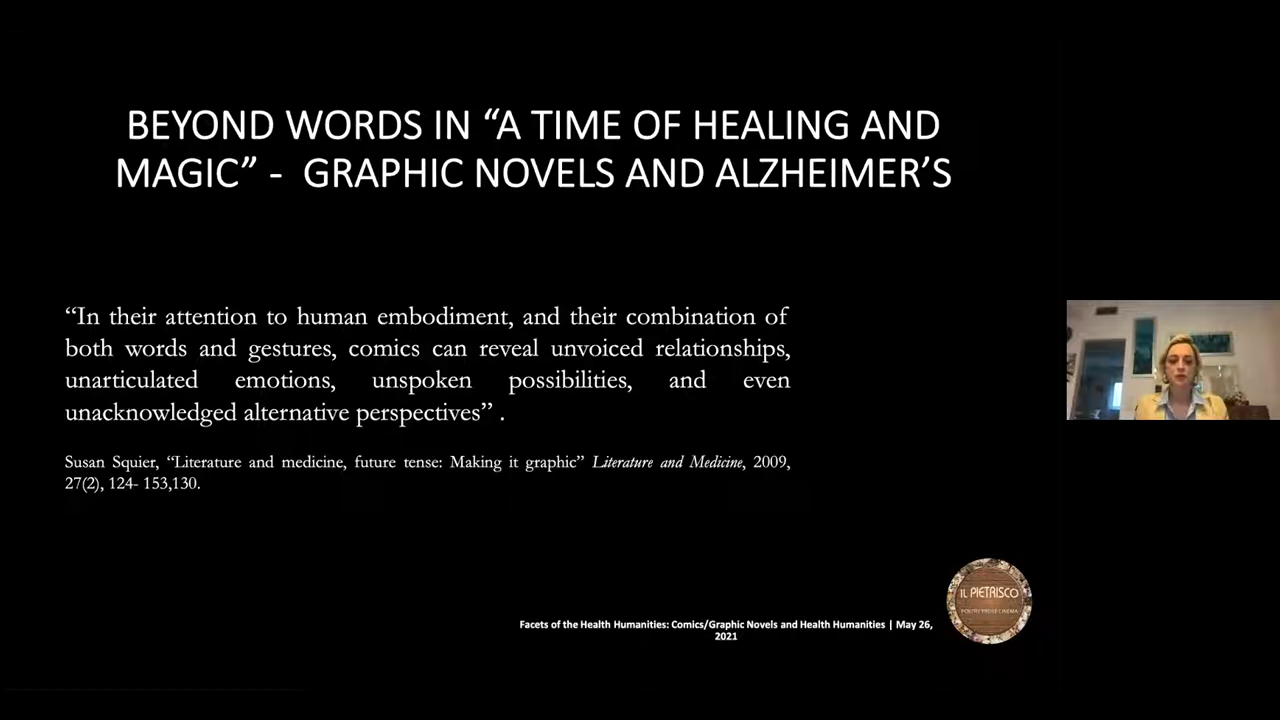 BEYOND WORDS IN “A TIME OF HEALING AND
MAGIC” - GRAPHIC NOVELS AND ALZHEIMER’S
“In their attention to human embodiment, and their combination of
both words and gestures, comics can reveal unvoiced relationships,
unarticulated emotions, unspoken possibilities, and even
unacknowledged alternative perspectives” .
Susan Squier, “Literature and medicine, future tense: Making it graphic” Literature and Medicine, 2009,
27(2), 124- 153,130.
IL PIETRISCO
POETRY PROSE CINEMA
Facets of the Health Humanities: Comics/Graphic Novels and Health Humanities | May 26,
2021